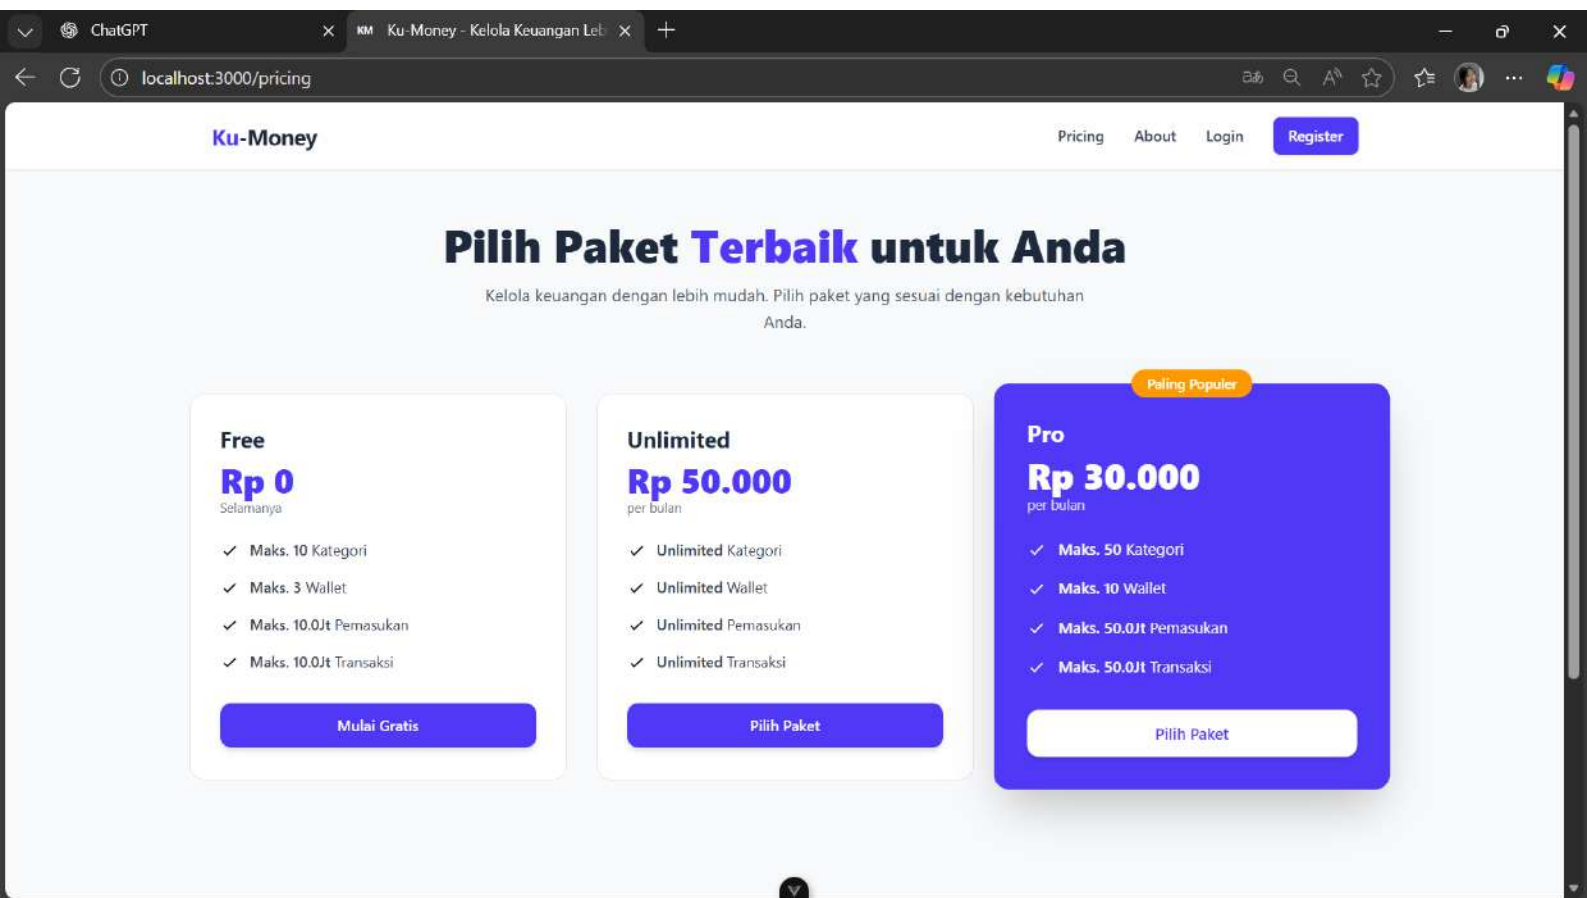 ChatGPT
KM Ku-Money - Kelola Keuangan Leb
localhost:3000/pricing
Ku-Money
Pricing About Login Register
Pilih Paket Terbaik untuk Anda
Kelola keuangan dengan lebih mudah. Pilih paket yang sesuai dengan kebutuhan
Anda.
Free
Rp 0
Selamanya
Maks. 10 Kategori
Maks. 3 Wallet
Maks. 10.0Jt Pemasukan
Maks. 10.0Jt Transaksi
Mulai Gratis
Unlimited
Rp 50.000
per bulan
Unlimited Kategori
Unlimited Wallet
Unlimited Pemasukan
Unlimited Transaksi
Pilih Paket
Paling Populer
Pro
Rp 30.000
per bulan
Maks. 50 Kategori
Maks. 10 Wallet
Maks. 50.0Jt Pemasukan
Maks. 50.0Jt Transaksi
Pilih Paket